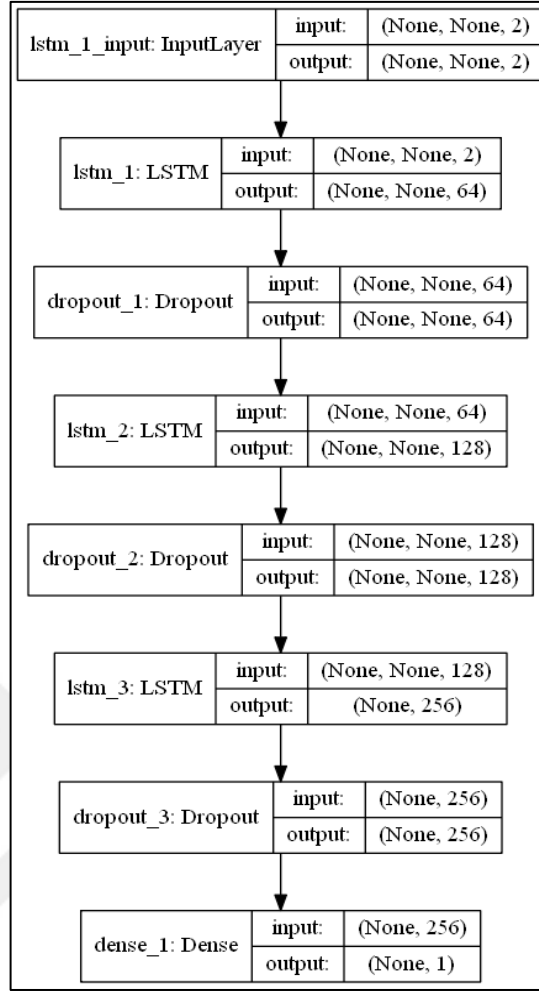 lstm_1_input: InputLayer
input: (None, None, 2)
output: (None, None, 2)
lstm_1: LSTM
input: (None, None, 2)
output: (None, None, 64)
dropout_1: Dropout
input: (None, None, 64)
output: (None, None, 64)
lstm_2: LSTM
input: (None, None, 64)
output: (None, None, 128)
dropout_2: Dropout
input: (None, None, 128)
output: (None, None, 128)
lstm_3: LSTM
input: (None, None, 128)
output: (None, 256)
dropout_3: Dropout
input: (None, 256)
output: (None, 256)
dense_1: Dense
input: (None, 256)
output: (None, 1)